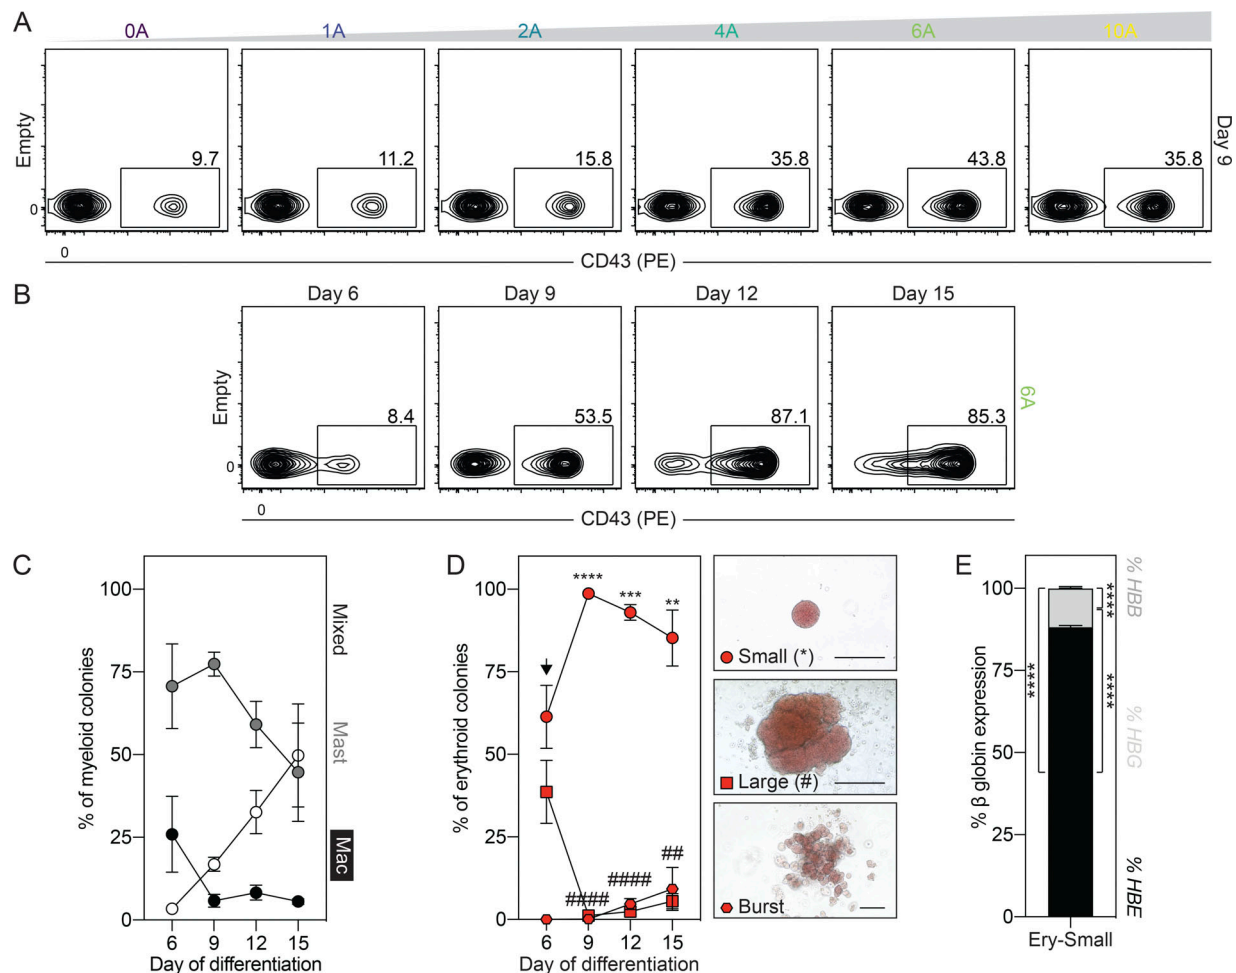 A
0A 1A 2A 4A 6A 10A
Empty
9.7 11.2 15.8 35.8 43.8 35.8
Day 9
0
0
CD43 (PE)
B
Day 6 Day 9 Day 12 Day 15
Empty
8.4 53.5 87.1 85.3
6A
0
0
CD43 (PE)
C
% of myeloid colonies
100
75
50
25
0
6 9 12 15
Day of differentiation
Mixed
Mast
Mac
D
% of erythroid colonies
100
75
50
25
0
**** *** **
#### #### ##
6 9 12 15
Day of differentiation
Small (*)
Large (#)
Burst
E
% β globin expression
100
75
50
25
0
****
****
****
Ery-Small
% HBB
% HBG
% HBE